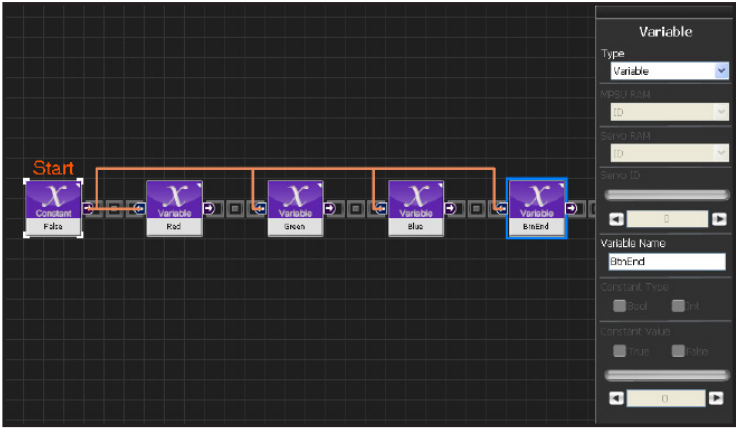 Start
Constant
False
Variable
Red
Variable
Green
Variable
Blue
Variable
BtnEnd
Variable
Type
Variable
MPSU RAM
ID
Servo RAM
ID
Servo ID
0
Variable Name
BtnEnd
Constant Type
Bool Int
Constant Value
True False
0